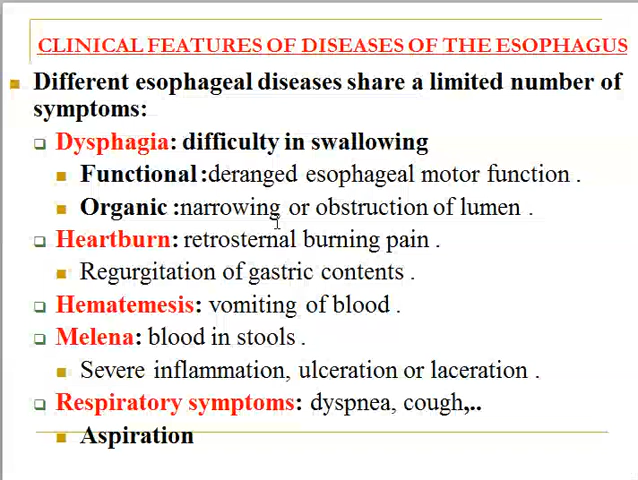 CLINICAL FEATURES OF DISEASES OF THE ESOPHAGUS
Different esophageal diseases share a limited number of
symptoms:
Dysphagia: difficulty in swallowing
Functional :deranged esophageal motor function .
Organic :narrowing or obstruction of lumen .
Heartburn: retrosternal burning pain .
Regurgitation of gastric contents .
Hematemesis: vomiting of blood .
Melena: blood in stools .
Severe inflammation, ulceration or laceration .
Respiratory symptoms: dyspnea, cough,..
Aspiration